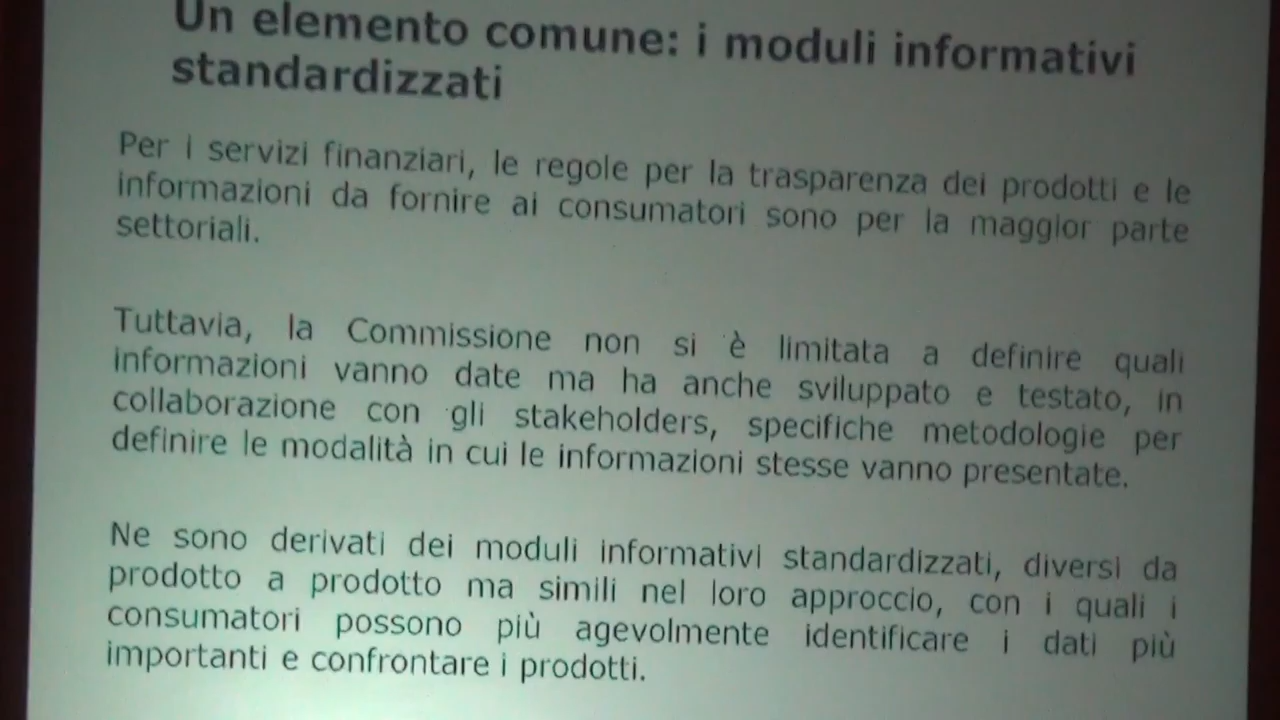 Un elemento comune: i moduli informativi
standardizzati
Per i servizi finanziari, le regole per la trasparenza dei prodotti e le
informazioni da fornire ai consumatori sono per la maggior parte
settoriali.
Tuttavia, la Commissione non si è limitata a definire quali
informazioni vanno date ma ha anche sviluppato e testato, in
collaborazione con gli stakeholders, specifiche metodologie per
definire le modalità in cui le informazioni stesse vanno presentate.
Ne sono derivati dei moduli informativi standardizzati, diversi da
prodotto a prodotto ma simili nel loro approccio, con i quali i
consumatori possono più agevolmente identificare i dati più
importanti e confrontare i prodotti.